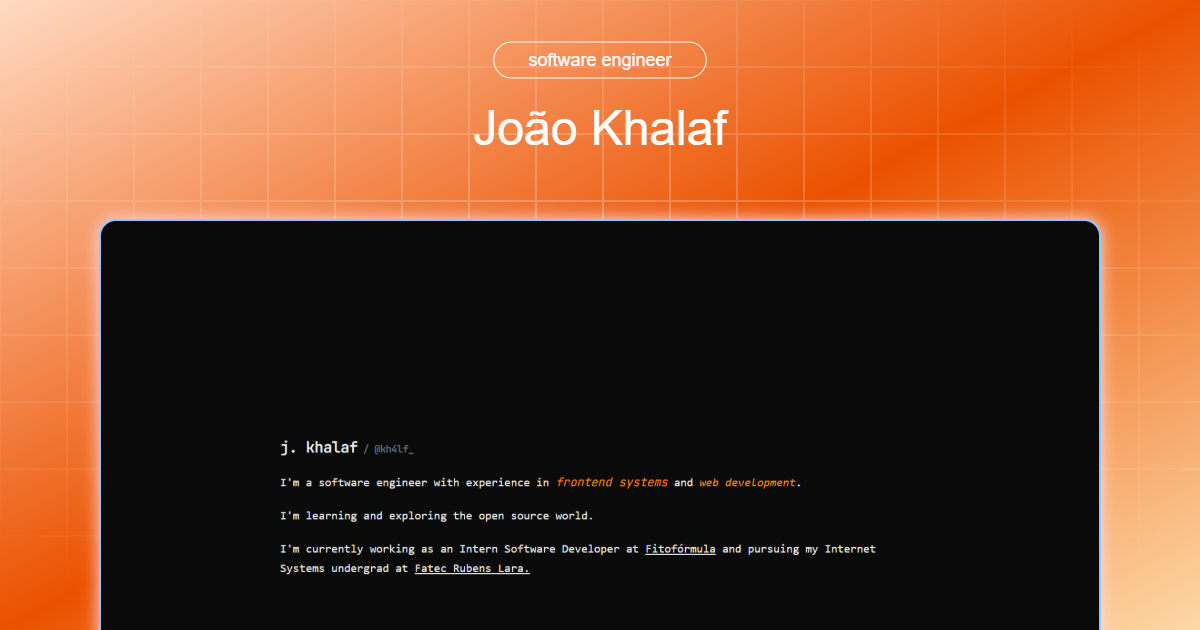 software engineer
João Khalaf
j. khalaf / @kh4lf_
I'm a software engineer with experience in frontend systems and web development.
I'm learning and exploring the open source world.
I'm currently working as an Intern Software Developer at Fitofórmula and pursuing my Internet
Systems undergrad at Fatec Rubens Lara.